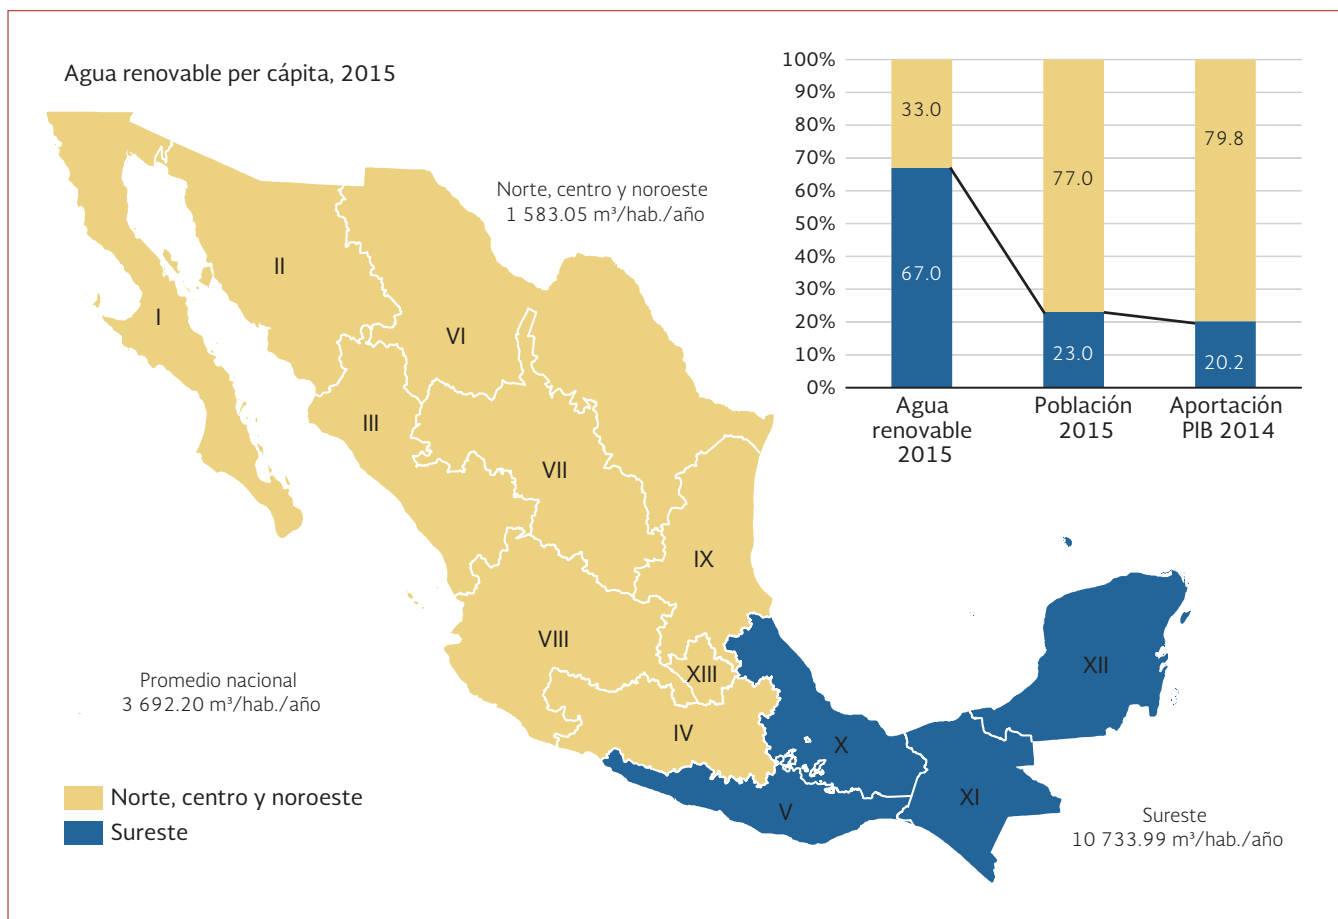 Agua renovable per cápita, 2015
Norte, centro y noroeste
1 583.05 m³/hab./año
I
II
III
VI
VII
IX
VIII
XIII
IV
X
V
XI
XII
Promedio nacional
3 692.20 m³/hab./año
Norte, centro y noroeste
Sureste
Sureste
10 733.99 m³/hab./año
100%
90%
80%
70%
60%
50%
40%
30%
20%
10%
0%
33.0
67.0
77.0
23.0
79.8
20.2
Agua
renovable
2015
Población
2015
Aportación
PIB 2014